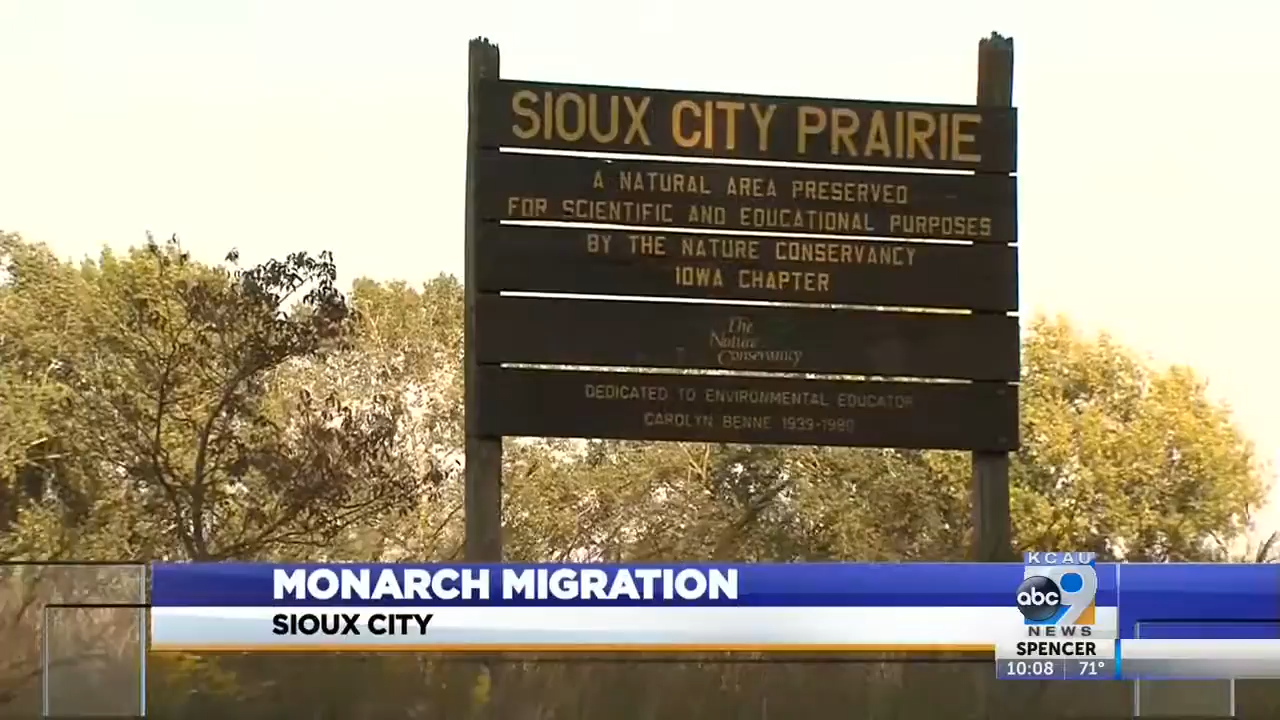 SIOUX CITY PRAIRIE
A NATURAL AREA PRESERVED
FOR SCIENTIFIC AND EDUCATIONAL PURPOSES
BY THE NATURE CONSERVANCY
IOWA CHAPTER
The
Nature
Conservancy
DEDICATED TO ENVIRONMENTAL EDUCATOR
CAROLYN BENNE 1939-1980
MONARCH MIGRATION
SIOUX CITY
KCAU
abc 9
NEWS
SPENCER
10:08 71°